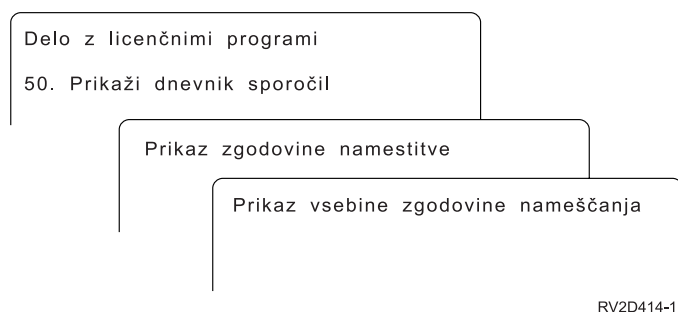 Delo z licenčnimi programi
50. Prikaži dnevnik sporočil
Prikaz zgodovine namestitve
Prikaz vsebine zgodovine nameščanja
RV2D414-1